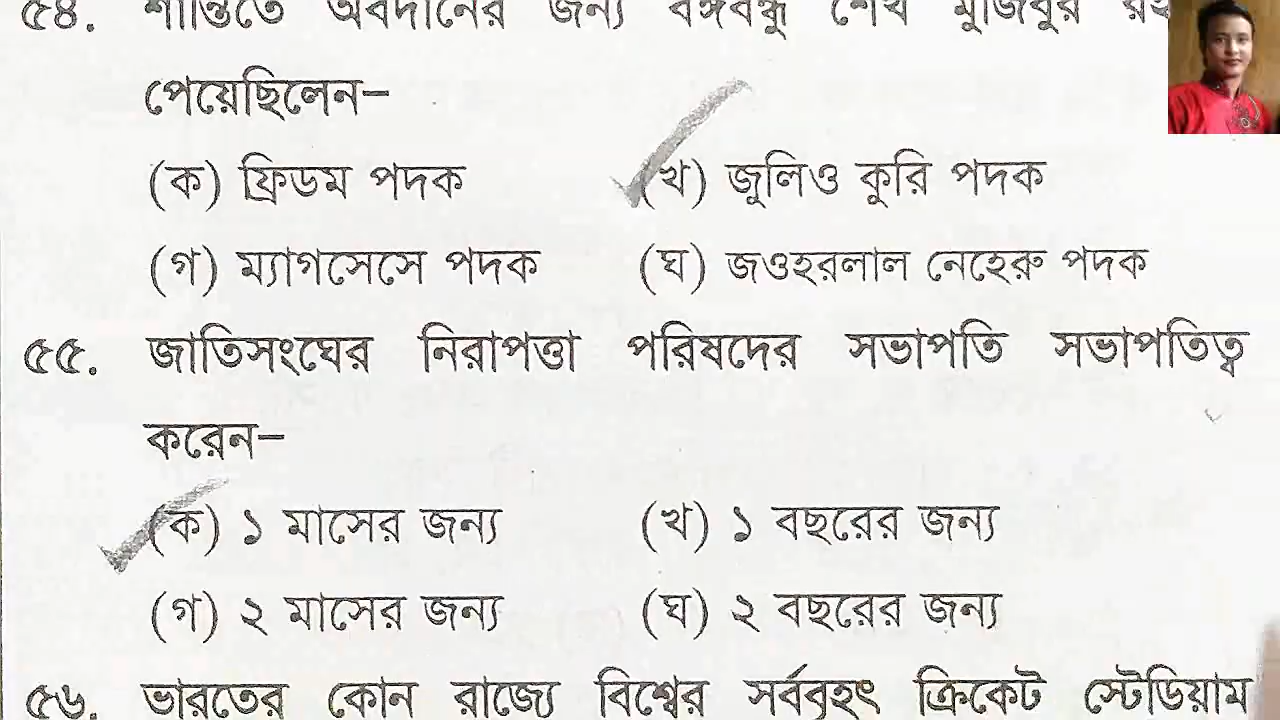 ৫৪. শান্তিতে অবদানের জন্য বঙ্গবন্ধু শেখ মুজিবুর
পেয়েছিলেন–
(ক) ফ্রিডম পদক (খ) জুলিও কুরি পদক
(গ) ম্যাগসেসে পদক (ঘ) জওহরলাল নেহেরু পদক
৫৫. জাতিসংঘের নিরাপত্তা পরিষদের সভাপতি সভাপতিত্ব
করেন–
(ক) ১ মাসের জন্য (খ) ১ বছরের জন্য
(গ) ২ মাসের জন্য (ঘ) ২ বছরের জন্য
৫৬. ভারতের কোন রাজ্যে বিশ্বের সর্ববৃহৎ ক্রিকেট স্টেডিয়াম